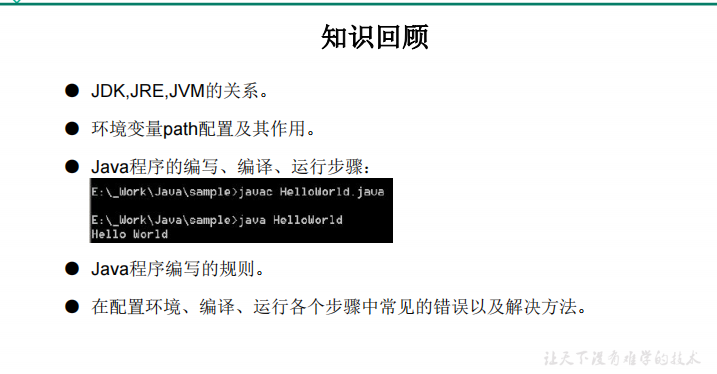 知识回顾
● JDK,JRE,JVM的关系。
● 环境变量path配置及其作用。
● Java程序的编写、编译、运行步骤：
E:\_Work\Java\sample>javac HelloWorld.java
E:\_Work\Java\sample>java HelloWorld
Hello World
● Java程序编写的规则。
● 在配置环境、编译、运行各个步骤中常见的错误以及解决方法。
让天下没有难学的技术